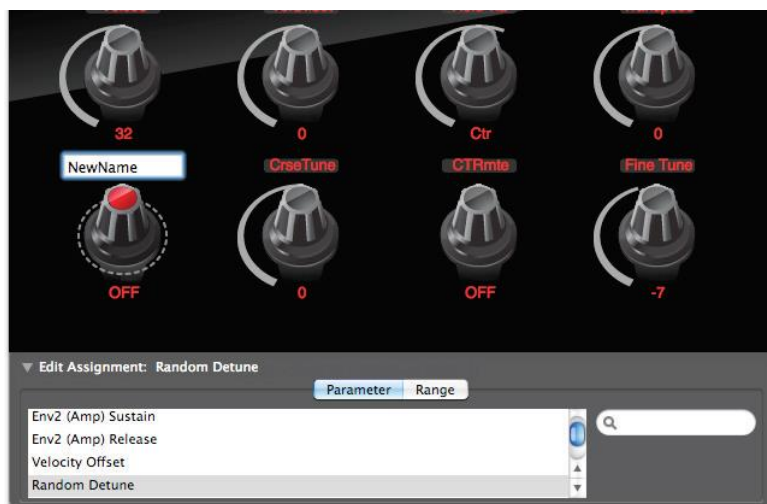 32
0
Ctr
0
NewName
CrseTune
CTRmte
Fine Tune
OFF
0
OFF
-7
Edit Assignment: Random Detune
Parameter
Range
Env2 (Amp) Sustain
Env2 (Amp) Release
Velocity Offset
Random Detune